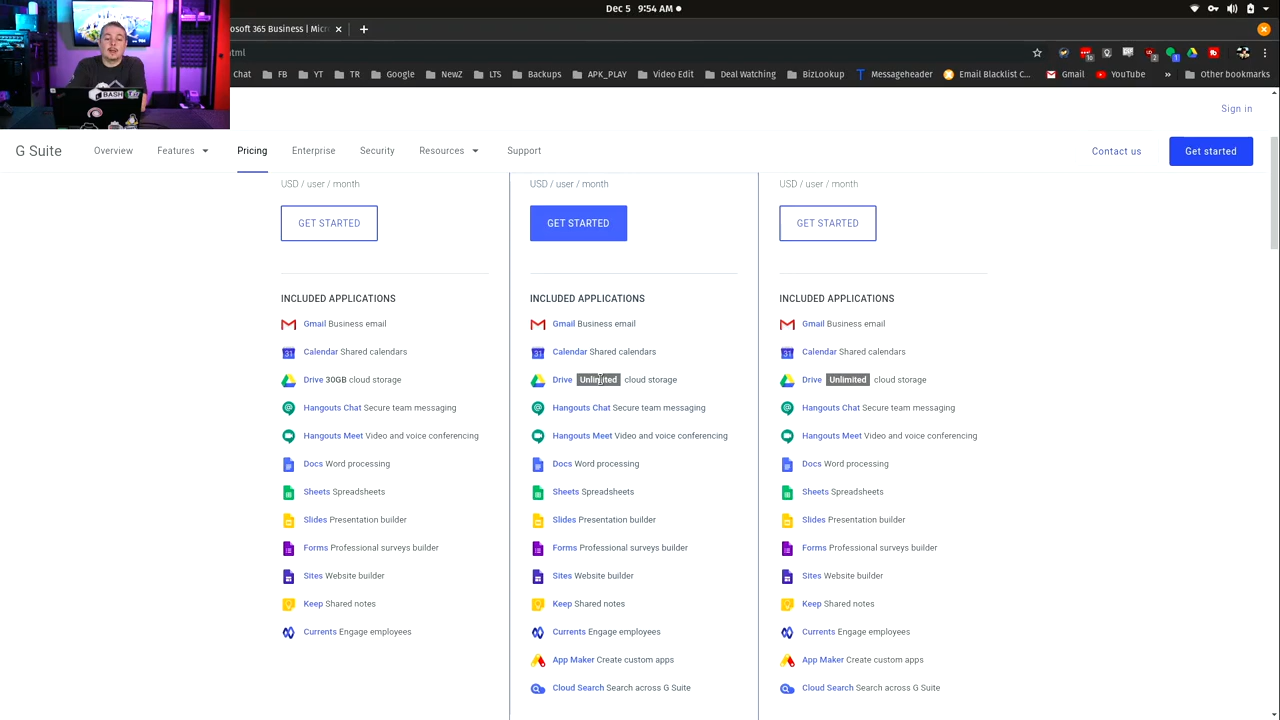 DEC 5 9:54 AM
osoft 365 Business | Micr
html
Chat
FB
YT
News
Google
LTS
Backups
APK_LAY
Video Edit
Deal Watching
BizLookup
Messageheader
Email Blacklist C...
Gmail
YouTube
»
Other bookmarks
BASH
Sign in
G Suite
Overview
Features
Pricing
Enterprise
Security
Resources
Support
Contact us
Get started
USD / user / month
GET STARTED
INCLUDED APPLICATIONS
Gmail Business email
Calendar Shared calendars
Drive 30GB cloud storage
Hangouts Chat Secure team messaging
Hangouts Meet Video and voice conferencing
Docs Word processing
Sheets Spreadsheets
Slides Presentation builder
Forms Professional surveys builder
Sites Website builder
Keep Shared notes
Currents Engage employees
USD / user / month
GET STARTED
INCLUDED APPLICATIONS
Gmail Business email
Calendar Shared calendars
Drive Unlimited cloud storage
Hangouts Chat Secure team messaging
Hangouts Meet Video and voice conferencing
Docs Word processing
Sheets Spreadsheets
Slides Presentation builder
Forms Professional surveys builder
Sites Website builder
Keep Shared notes
Currents Engage employees
App Maker Create custom apps
Cloud Search Search across G Suite
USD / user / month
GET STARTED
INCLUDED APPLICATIONS
Gmail Business email
Calendar Shared calendars
Drive Unlimited cloud storage
Hangouts Chat Secure team messaging
Hangouts Meet Video and voice conferencing
Docs Word processing
Sheets Spreadsheets
Slides Presentation builder
Forms Professional surveys builder
Sites Website builder
Keep Shared notes
Currents Engage employees
App Maker Create custom apps
Cloud Search Search across G Suite